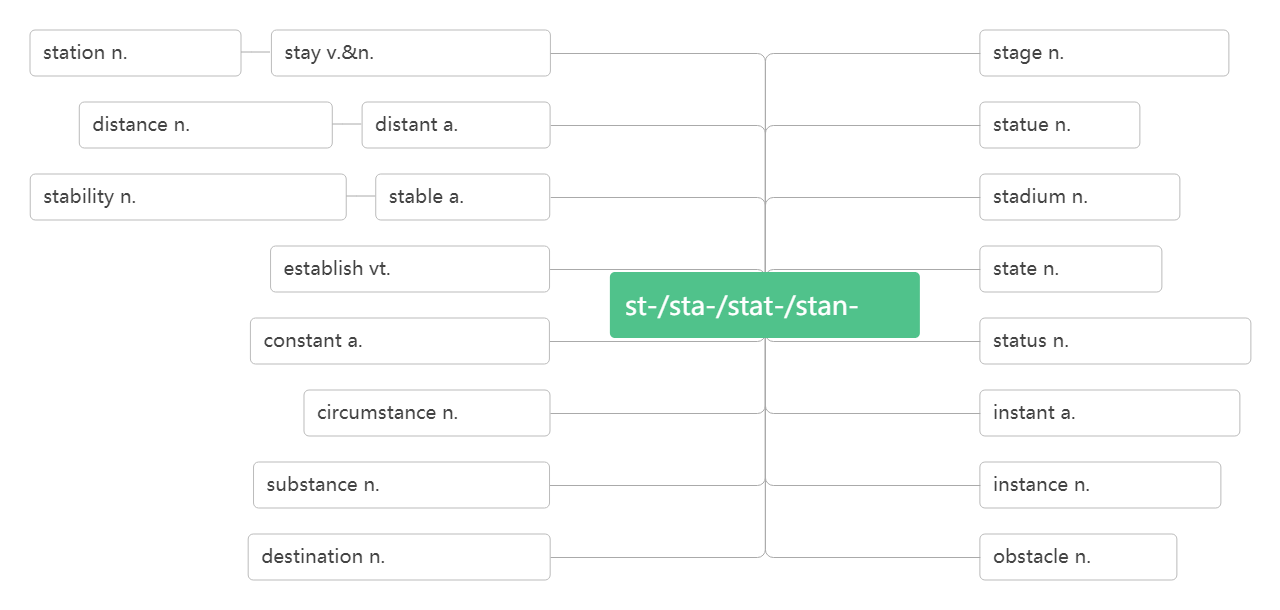 station n.
stay v.&n.
stage n.
distance n.
distant a.
statue n.
stability n.
stable a.
stadium n.
establish vt.
state n.
st-/sta-/stat-/stan-
constant a.
status n.
circumstance n.
instant a.
substance n.
instance n.
destination n.
obstacle n.